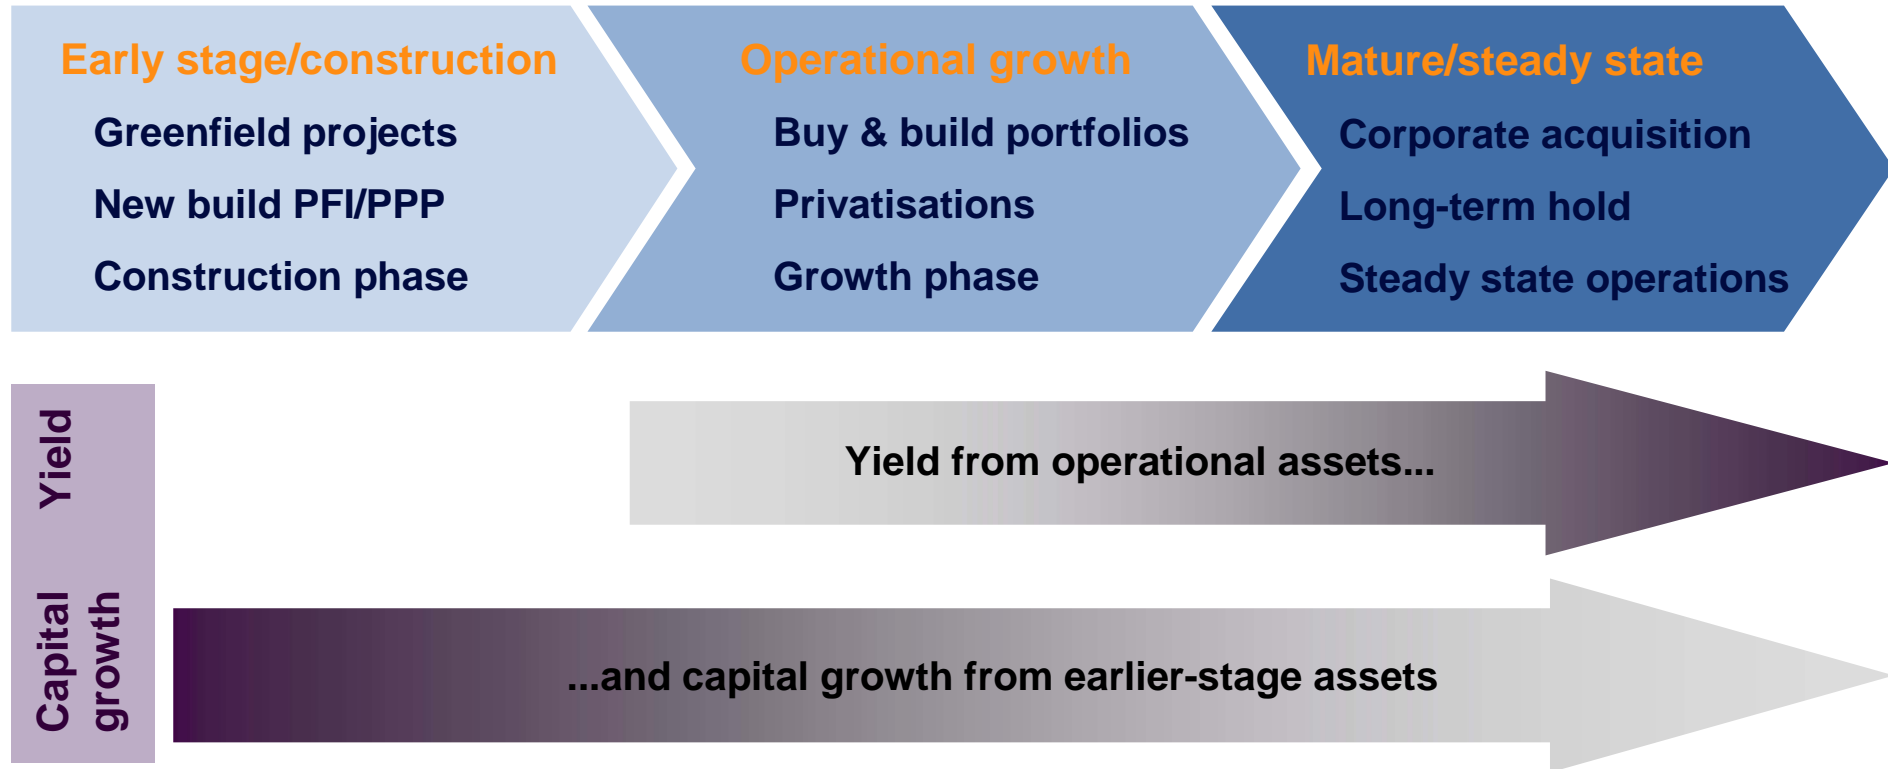 Early stage/construction
Greenfield projects
New build PFI/PPP
Construction phase
Operational growth
Buy & build portfolios
Privatisations
Growth phase
Mature/steady state
Corporate acquisition
Long-term hold
Steady state operations
Yield
Yield from operational assets...
Capital
growth
...and capital growth from earlier-stage assets